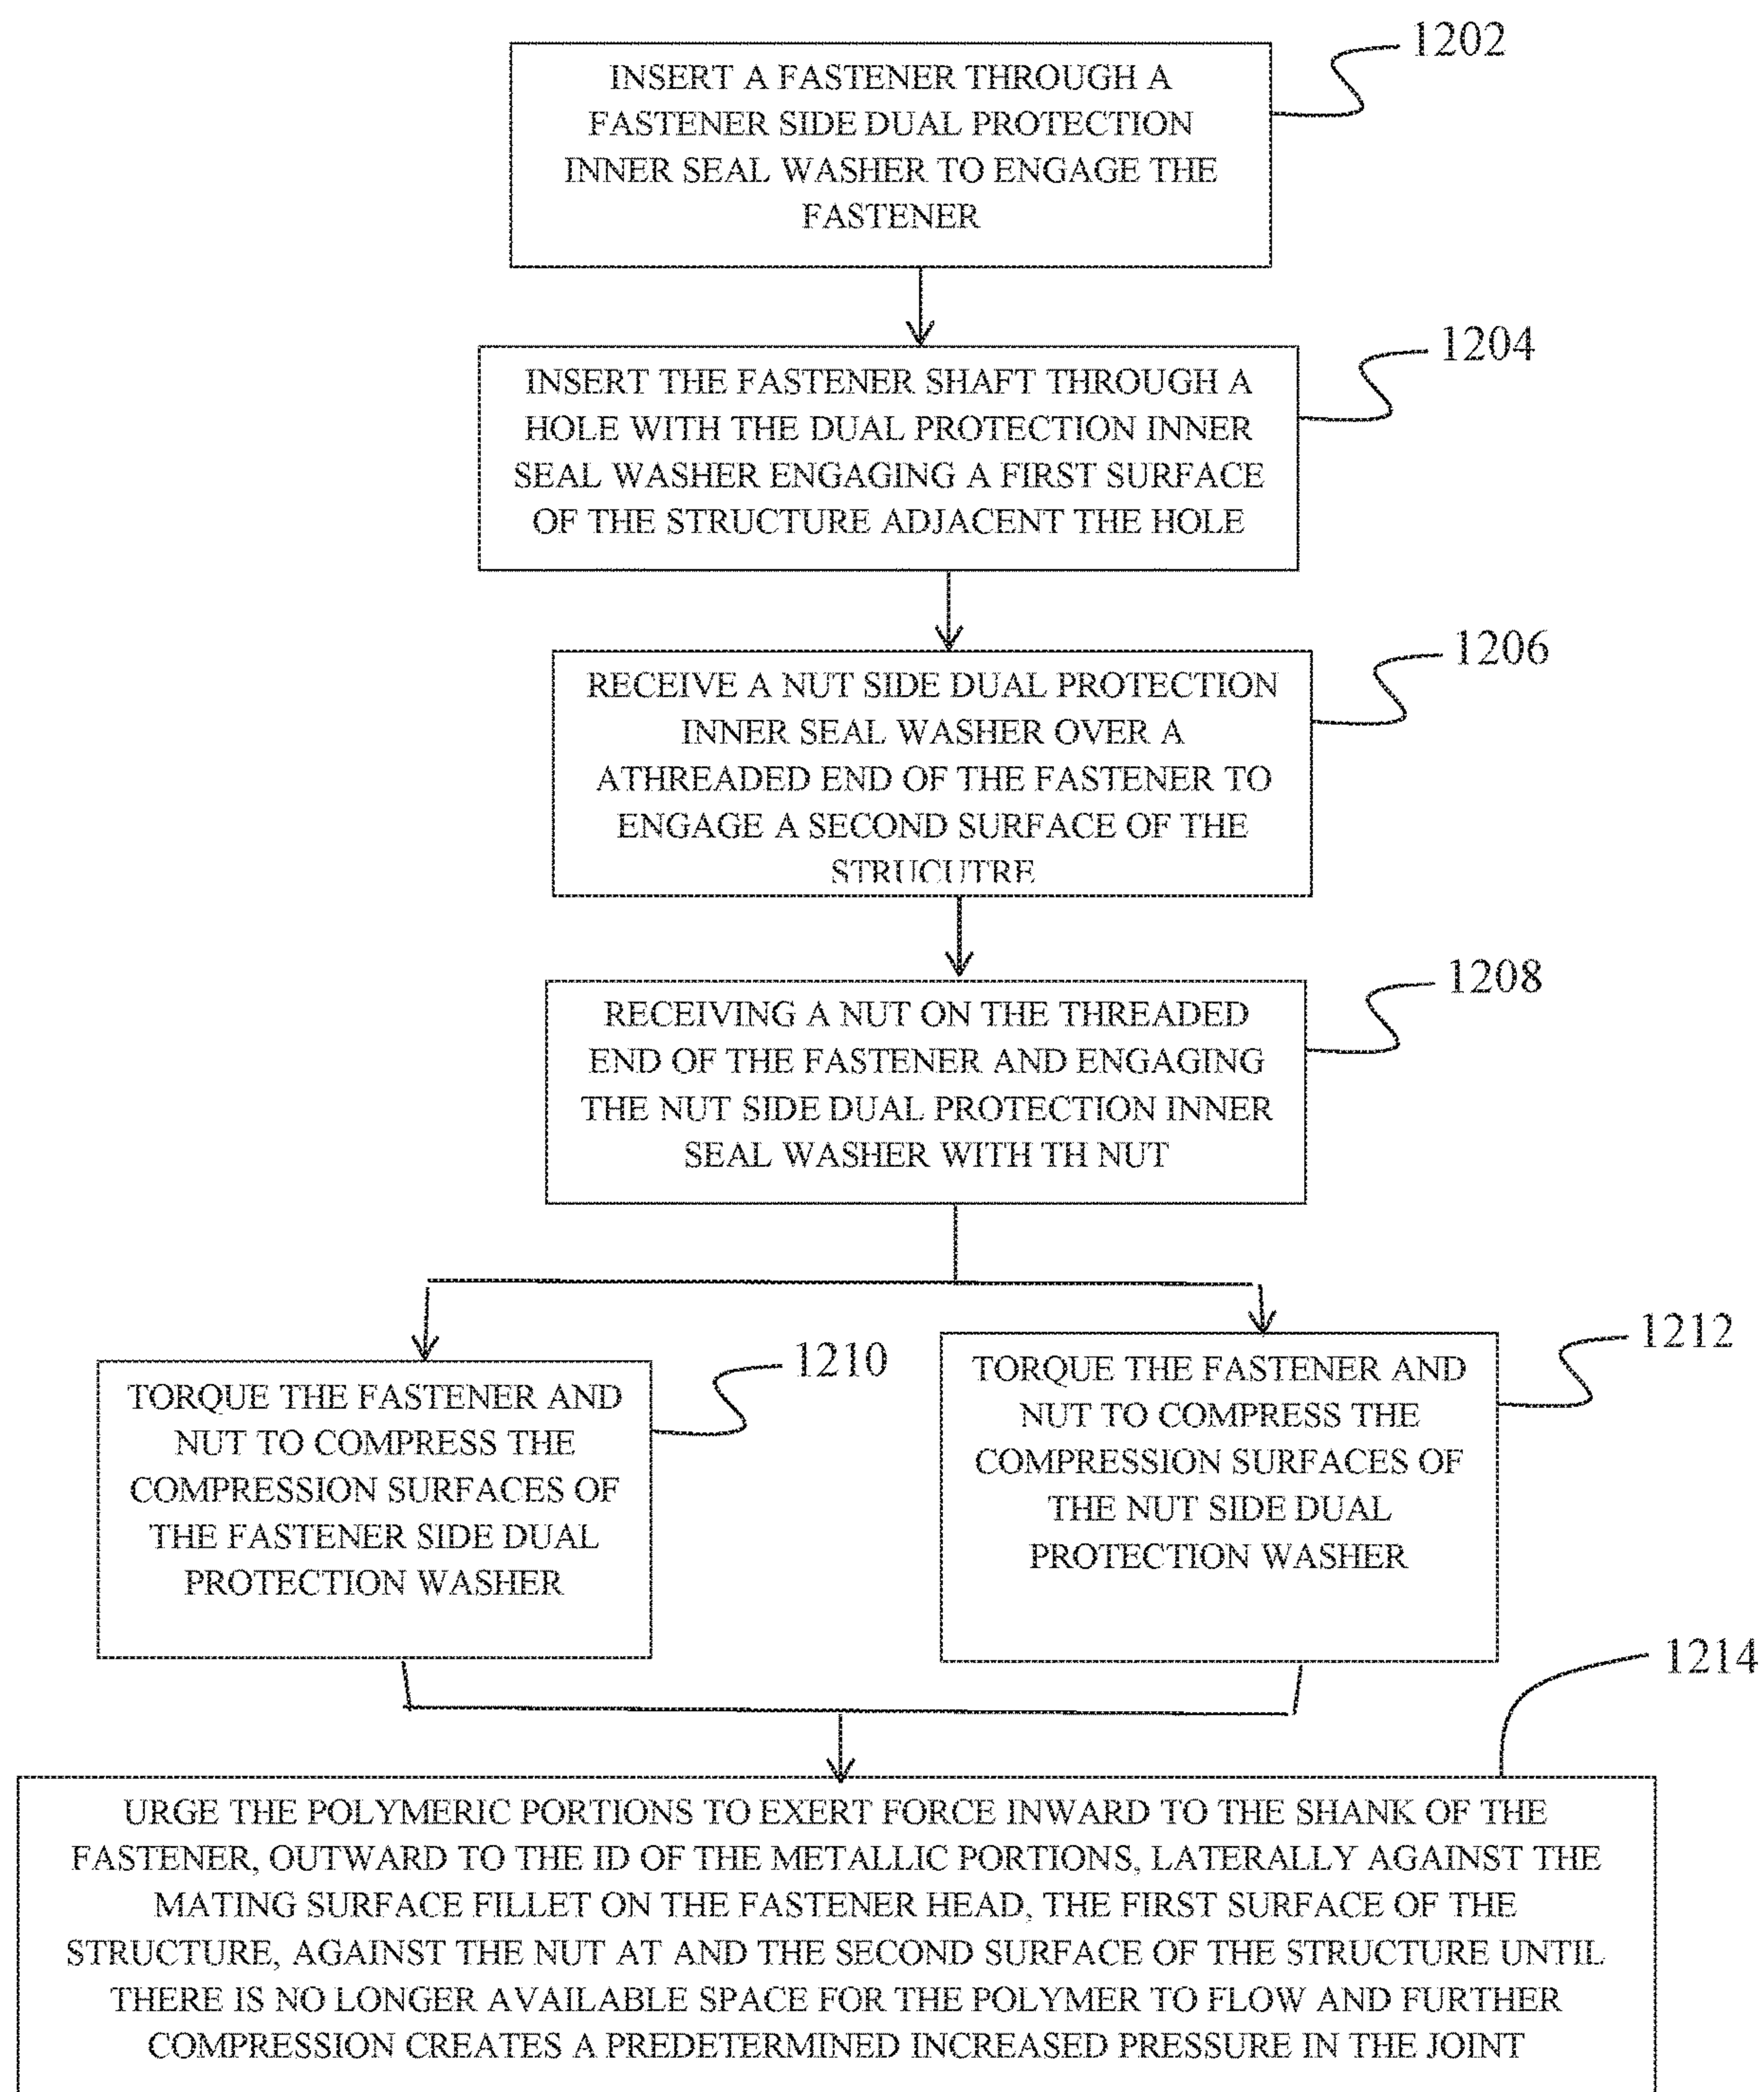 1202
INSERT A FASTENER THROUGH A
FASTENER SIDE DUAL PROTECTION
INNER SEAL WASHER TO ENGAGE THE
FASTENER
1204
INSERT THE FASTENER SHAFT THROUGH A
HOLE WITH THE DUAL PROTECTION INNER
SEAL WASHER ENGAGING A FIRST SURFACE
OF THE STRUCTURE ADJACENT THE HOLE
1206
RECEIVE A NUT SIDE DUAL PROTECTION
INNER SEAL WASHER OVER A
ATHREADED END OF THE FASTENER TO
ENGAGE A SECOND SURFACE OF THE
STRUCUTRE
1208
RECEIVING A NUT ON THE THREADED
END OF THE FASTENER AND ENGAGING
THE NUT SIDE DUAL PROTECTION INNER
SEAL WASHER WITH TH NUT
1210
TORQUE THE FASTENER AND
NUT TO COMPRESS THE
COMPRESSION SURFACES OF
THE FASTENER SIDE DUAL
PROTECTION WASHER
1212
TORQUE THE FASTENER AND
NUT TO COMPRESS THE
COMPRESSION SURFACES OF
THE NUT SIDE DUAL
PROTECTION WASHER
1214
URGE THE POLYMERIC PORTIONS TO EXERT FORCE INWARD TO THE SHANK OF THE
FASTENER, OUTWARD TO THE ID OF THE METALLIC PORTIONS, LATERALLY AGAINST THE
MATING SURFACE FILLET ON THE FASTENER HEAD, THE FIRST SURFACE OF THE
STRUCTURE, AGAINST THE NUT AT AND THE SECOND SURFACE OF THE STRUCTURE UNTIL
THERE IS NO LONGER AVAILABLE SPACE FOR THE POLYMER TO FLOW AND FURTHER
COMPRESSION CREATES A PREDETERMINED INCREASED PRESSURE IN THE JOINT